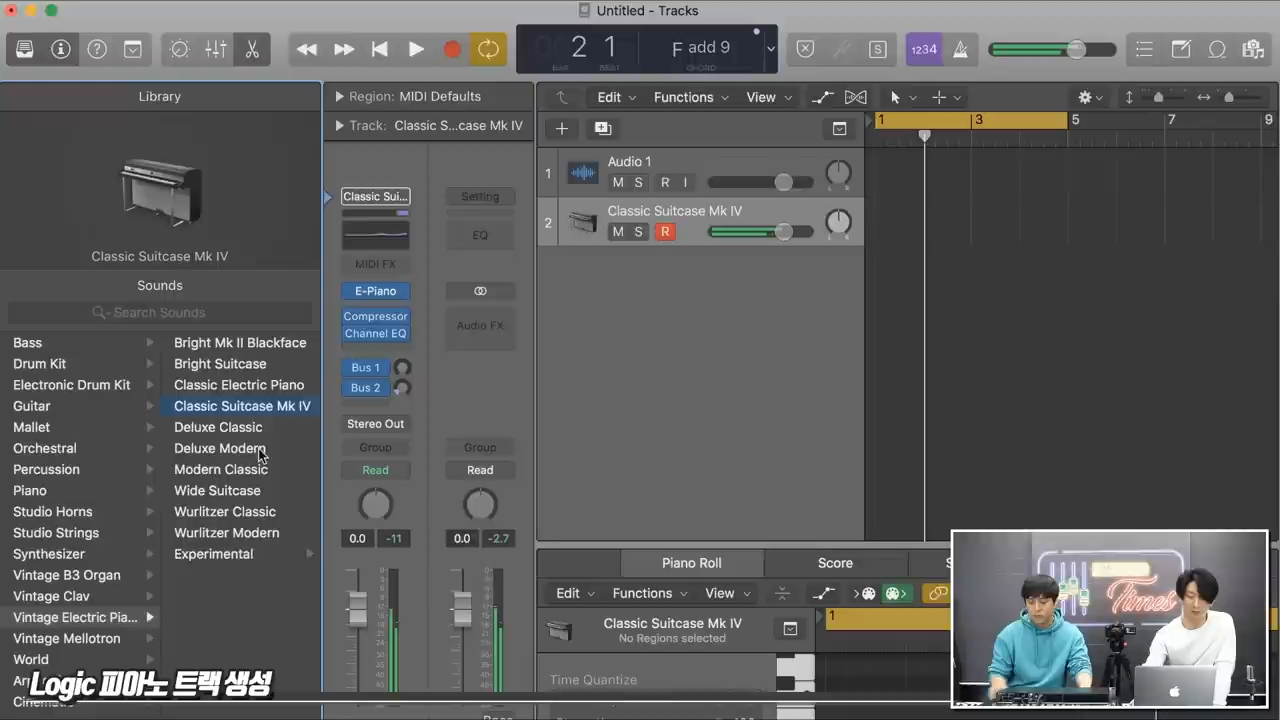 Untitled - Tracks
1234
2 1
BAR BEAT
F add 9
CHORD
S
Library
Classic Suitcase Mk IV
Sounds
Search Sounds
Bass
Drum Kit
Electronic Drum Kit
Guitar
Mallet
Orchestral
Percussion
Piano
Studio Horns
Studio Strings
Synthesizer
Vintage B3 Organ
Vintage Clav
Vintage Electric Pia...
Vintage Mellotron
World
Bright Mk II Blackface
Bright Suitcase
Classic Electric Piano
Classic Suitcase Mk IV
Deluxe Classic
Deluxe Modern
Modern Classic
Wide Suitcase
Wurlitzer Classic
Wurlitzer Modern
Experimental
Logic 피아노 트랙 생성
Region: MIDI Defaults
Track: Classic S...case Mk IV
Classic Sui...
MIDI FX
E-Piano
Compressor
Channel EQ
Bus 1
Bus 2
Stereo Out
Group
Read
0.0 -11
Setting
EQ
Audio FX
Group
Read
0.0 -2.7
Edit Functions View
1 3 5 7 9
1 Audio 1
M S R I
2 Classic Suitcase Mk IV
M S R
Piano Roll Score
Edit Functions View
Classic Suitcase Mk IV
No Regions selected
1
Time Quantize
Times